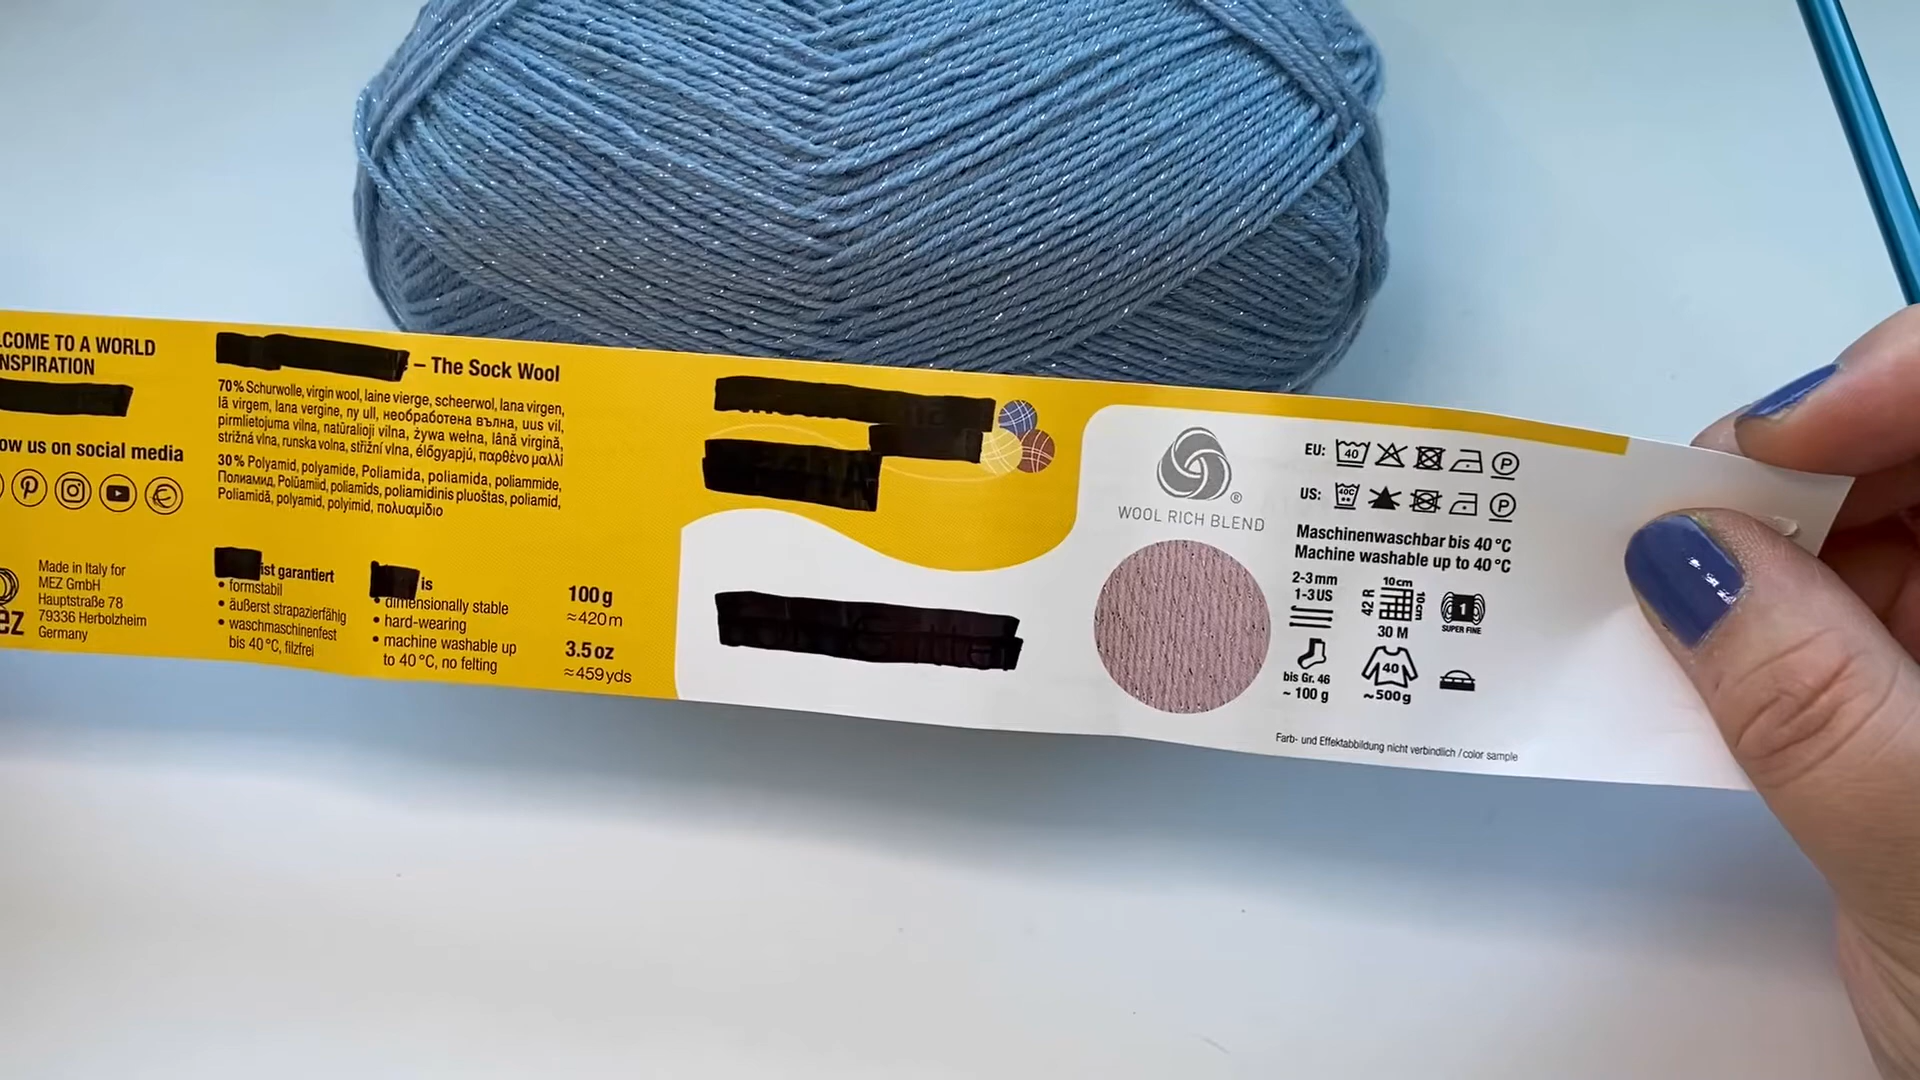 LCOME TO A WORLD
NSPIRATION
ow us on social media
Made in Italy for
MEZ GmbH
Hauptstraße 78
79336 Herbolzheim
Germany
ez
– The Sock Wool
70% Schurwolle, virgin wool, laine vierge, scheerwol, lana virgen,
lã virgem, lana vergine, ny ull, необработена вълна, uus vil,
pirmlietojuma vilna, natūralioji vilna, żywa wełna, lână virgină,
strižná vlna, runska volna, střižní vlna, élőgyapjú, παρθένο μαλλί
30% Polyamid, polyamide, Poliamida, poliamida, poliammide,
Полиамид, Polüamiid, poliamīds, poliamidinis pluoštas, poliamid,
Poliamidă, polyamid, polyimid, πολυαμίδιο
ist garantiert
• formstabil
• äußerst strapazierfähig
• waschmaschinenfest
bis 40 °C, filzfrei
is
• dimensionally stable
• hard-wearing
• machine washable up
to 40 °C, no felting
100 g
≈420 m
3.5 oz
≈459 yds
WOOL RICH BLEND
®
EU: 40 P
US: 40C P
Maschinenwaschbar bis 40 °C
Machine washable up to 40 °C
2-3 mm
1-3 US
10cm
42 R
10cm
30 M
1
SUPER FINE
bis Gr. 46
~ 100 g
40
~500g
Farb- und Effektabbildung nicht verbindlich / color sample